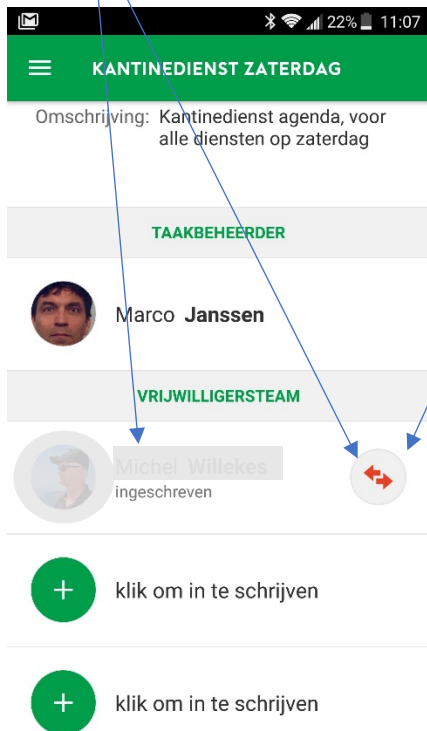 22% 11:07
KANTINEDIENST ZATERDAG
Omschrijving: Kantinedienst agenda, voor
alle diensten op zaterdag
TAAKBEHEERDER
Marco Janssen
VRIJWILLIGERSTEAM
Michel Willekes
ingeschreven
klik om in te schrijven
klik om in te schrijven